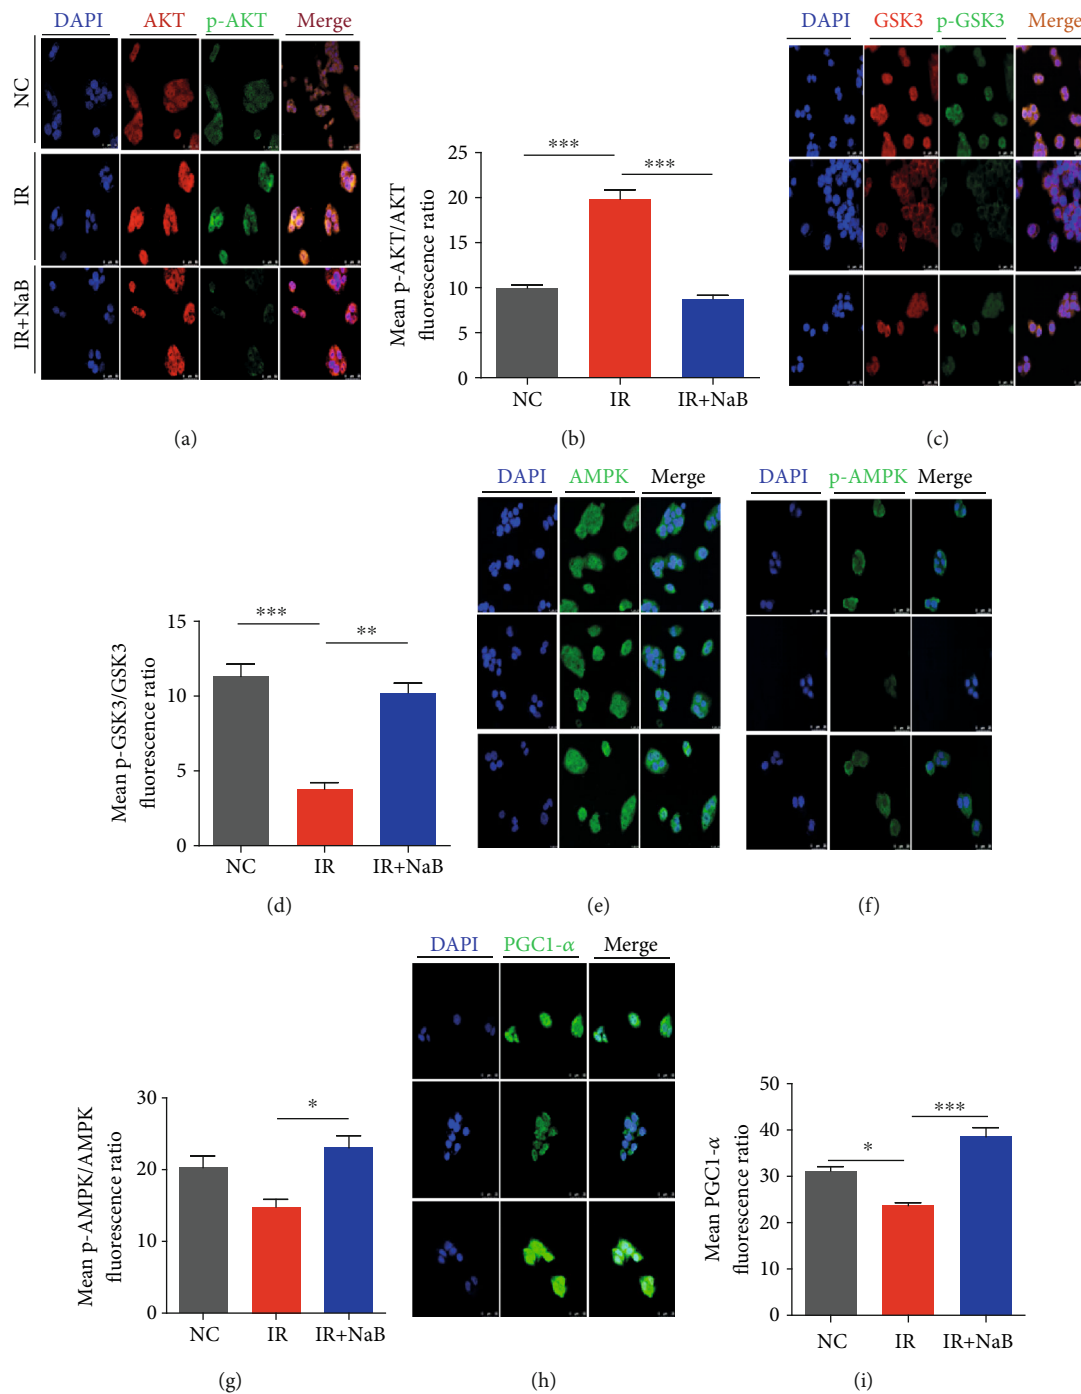 DAPI AKT p-AKT Merge
NC
IR
IR+NaB
(a)
Mean p-AKT/AKT
fluorescence ratio
25
20
15
10
5
0
***
***
NC IR IR+NaB
(b)
DAPI GSK3 p-GSK3 Merge
(c)
Mean p-GSK3/GSK3
fluorescence ratio
15
10
5
0
***
**
NC IR IR+NaB
(d)
DAPI AMPK Merge
(e)
DAPI p-AMPK Merge
(f)
Mean p-AMPK/AMPK
fluorescence ratio
30
20
10
0
*
NC IR IR+NaB
(g)
DAPI PGC1-α Merge
(h)
Mean PGC1-α
fluorescence ratio
50
40
30
20
10
0
*
***
NC IR IR+NaB
(i)